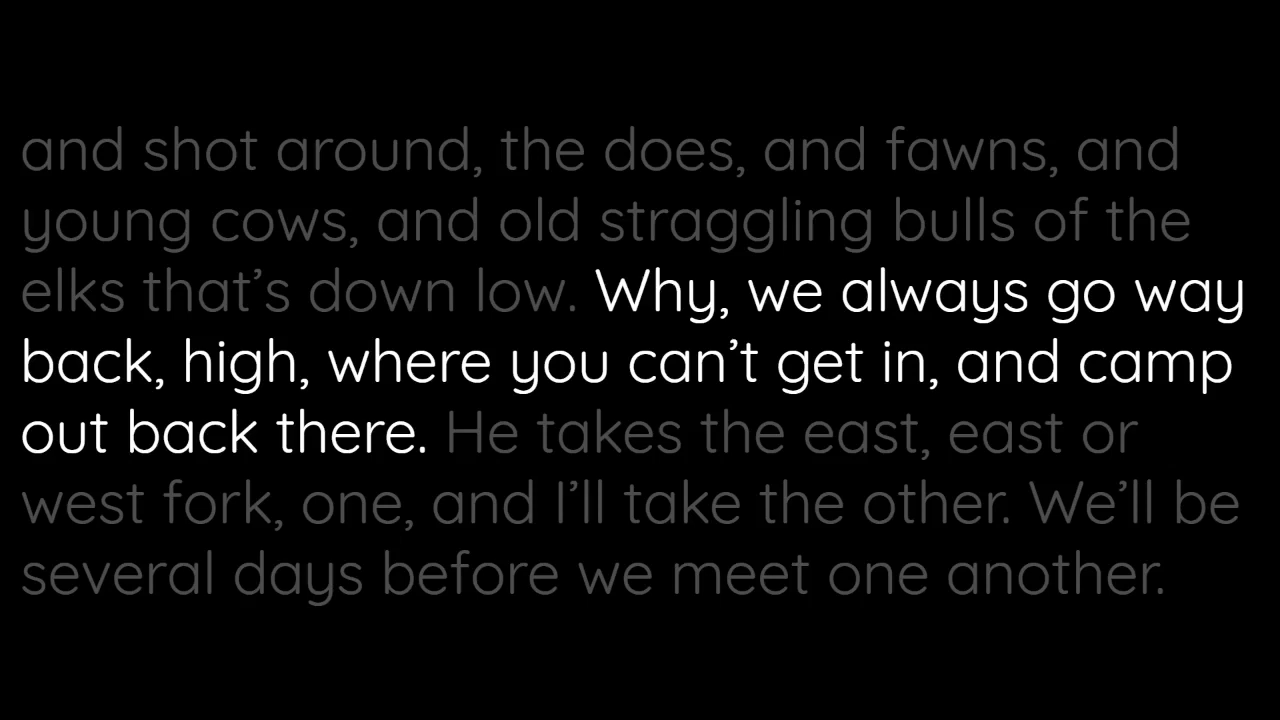 and shot around, the does, and fawns, and
young cows, and old straggling bulls of the
elks that’s down low. Why, we always go way
back, high, where you can’t get in, and camp
out back there. He takes the east, east or
west fork, one, and I’ll take the other. We’ll be
several days before we meet one another.